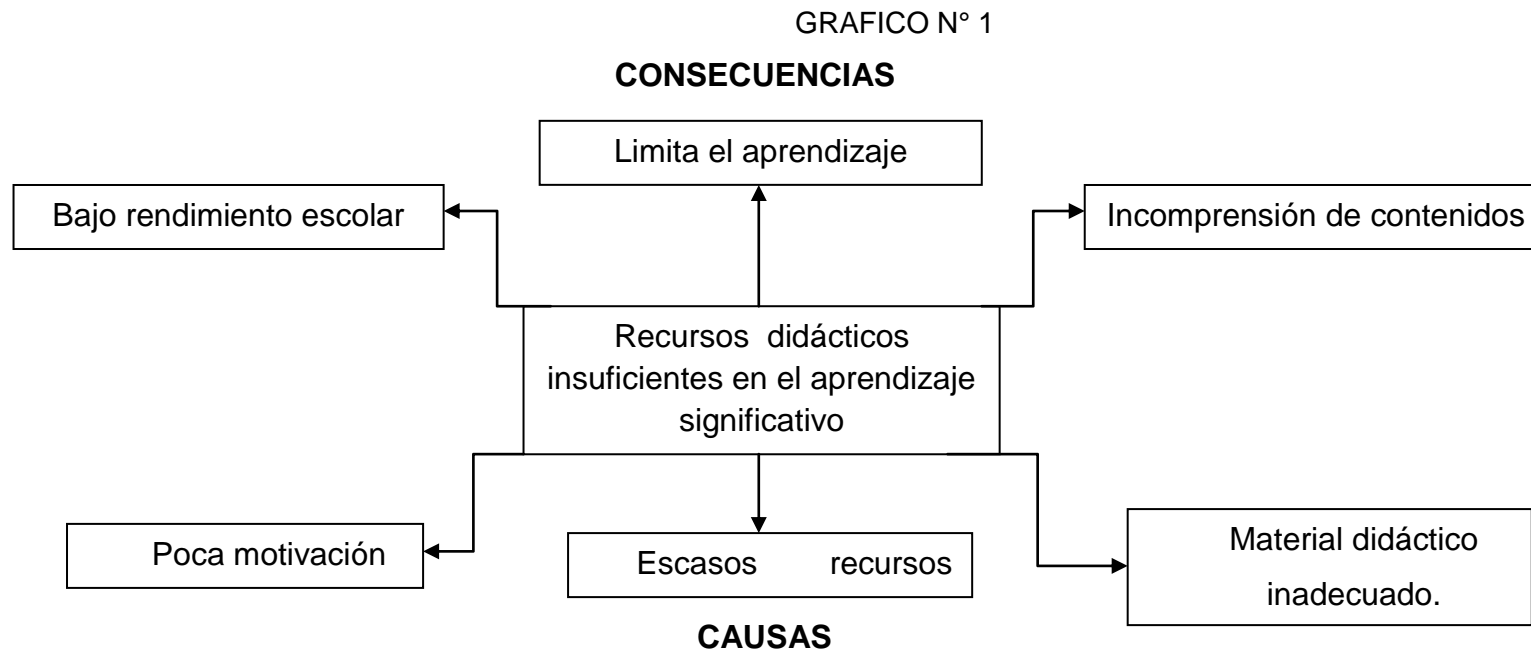 GRAFICO N° 1
CONSECUENCIAS
Limita el aprendizaje
Bajo rendimiento escolar
Incomprensión de contenidos
Recursos didácticos
insuficientes en el aprendizaje
significativo
Poca motivación
Escasos recursos
Material didáctico
inadecuado.
CAUSAS